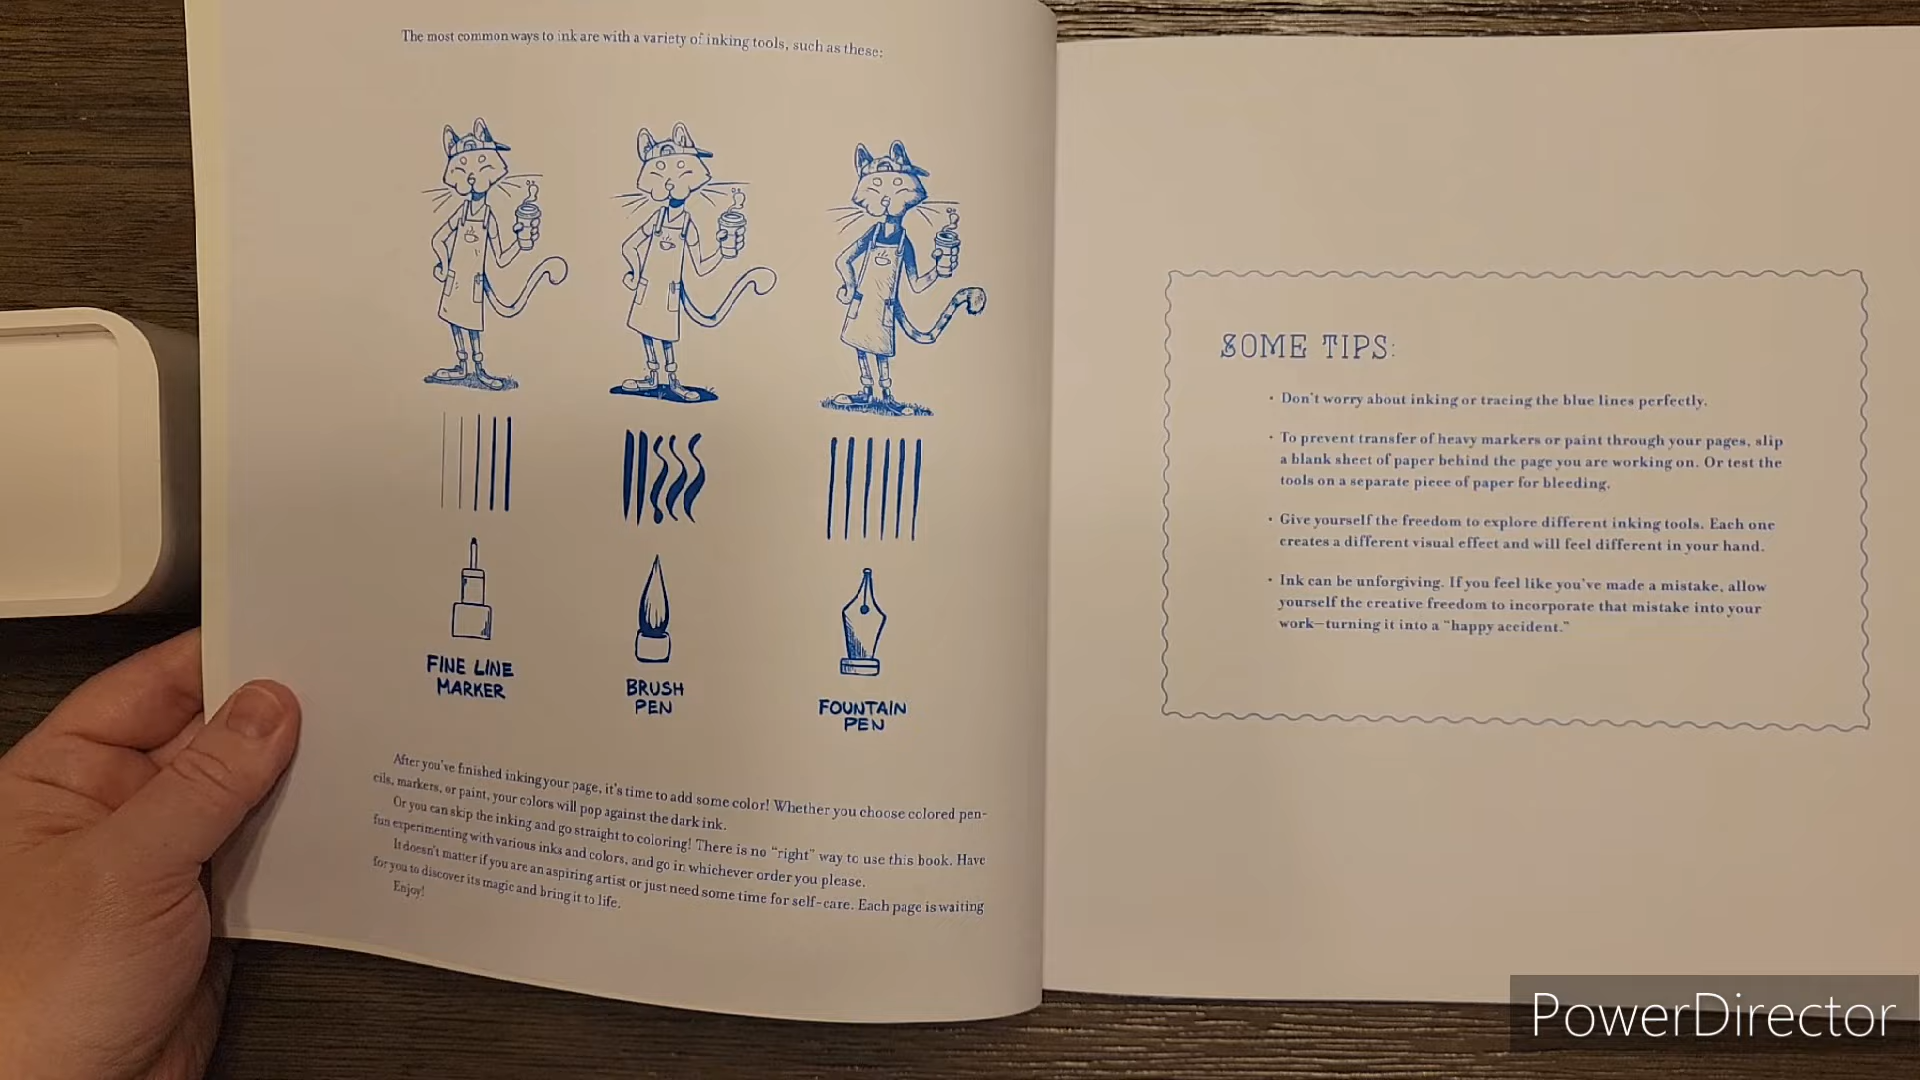 The most common ways to ink are with a variety of inking tools, such as these:
FINE LINE
MARKER
BRUSH
PEN
FOUNTAIN
PEN
After you've finished inking your page, it's time to add some color! Whether you choose colored pen-
cils, markers, or paint, your colors will pop against the dark ink.
Or you can skip the inking and go straight to coloring! There is no "right" way to use this book. Have
fun experimenting with various inks and colors, and go in whichever order you please.
It doesn't matter if you are an aspiring artist or just need some time for self-care. Each page is waiting
for you to discover its magic and bring it to life.
Enjoy!
SOME TIPS:
• Don't worry about inking or tracing the blue lines perfectly.
• To prevent transfer of heavy markers or paint through your pages, slip
a blank sheet of paper behind the page you are working on. Or test the
tools on a separate piece of paper for bleeding.
• Give yourself the freedom to explore different inking tools. Each one
creates a different visual effect and will feel different in your hand.
• Ink can be unforgiving. If you feel like you've made a mistake, allow
yourself the creative freedom to incorporate that mistake into your
work—turning it into a "happy accident."
PowerDirector